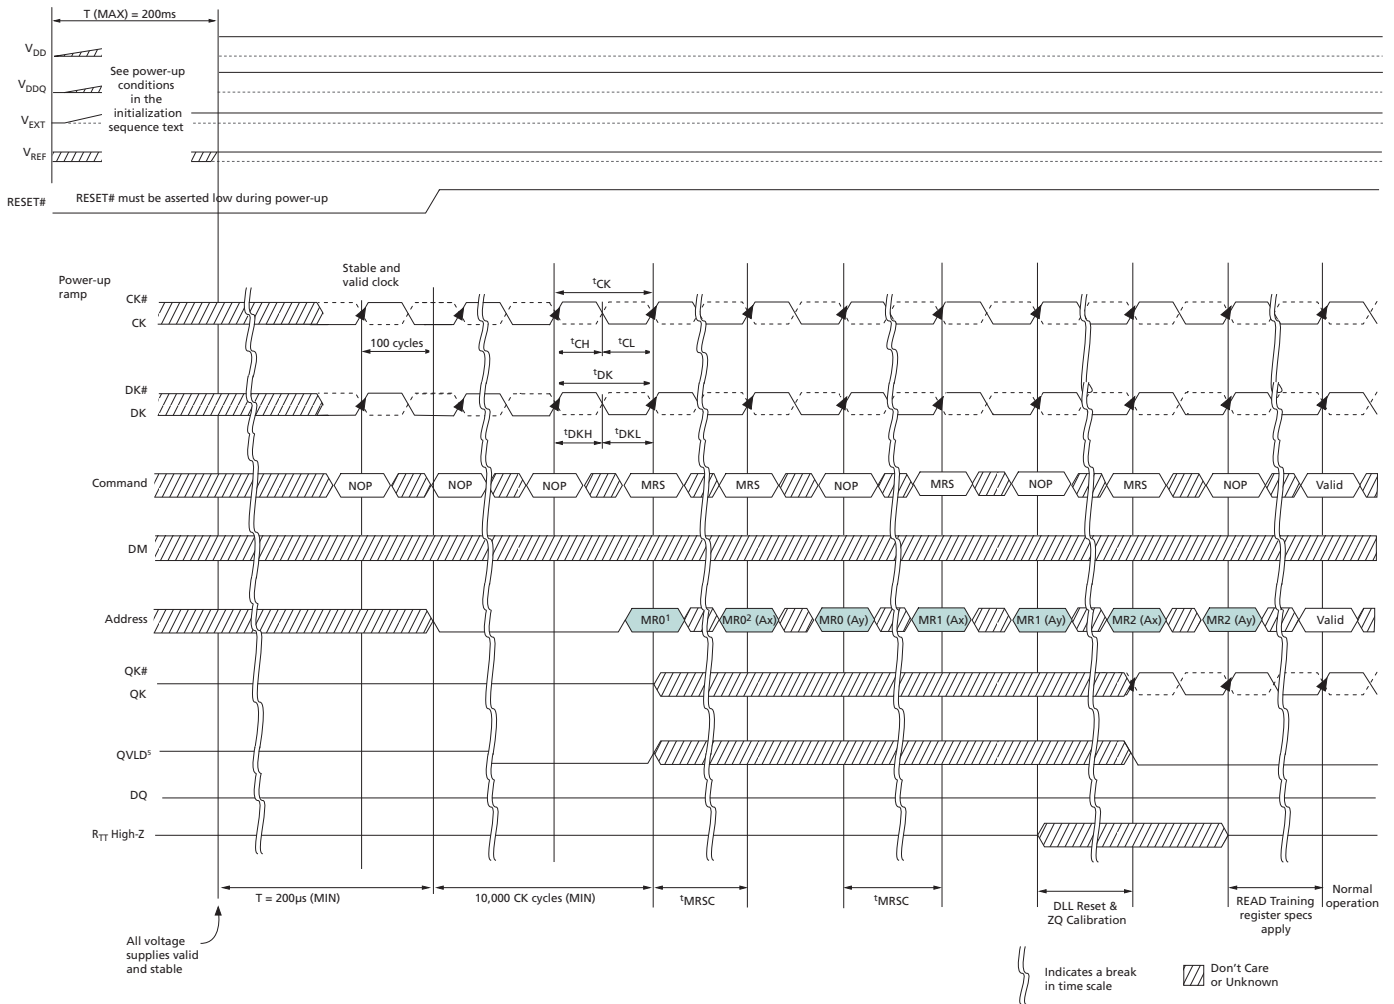 T (MAX) = 200ms
VDD
VDDQ
VEXT
VREF
See power-up
conditions
in the
initialization
sequence text
RESET#
RESET# must be asserted low during power-up
Power-up
ramp
Stable and
valid clock
tCK
CK#
CK
100 cycles
tCH
tCL
tDK
DK#
DK
tDKH
tDKL
Command
NOP
NOP
NOP
MRS
MRS
NOP
MRS
NOP
MRS
NOP
Valid
DM
Address
MR0¹
MR0² (Ax)
MR0 (Ay)
MR1 (Ax)
MR1 (Ay)
MR2 (Ax)
MR2 (Ay)
Valid
QK#
QK
QVLD⁵
DQ
RTT High-Z
T = 200µs (MIN)
10,000 CK cycles (MIN)
tMRSC
tMRSC
DLL Reset &
ZQ Calibration
READ Training
register specs
apply
Normal
operation
All voltage
supplies valid
and stable
Indicates a break
in time scale
Don't Care
or Unknown